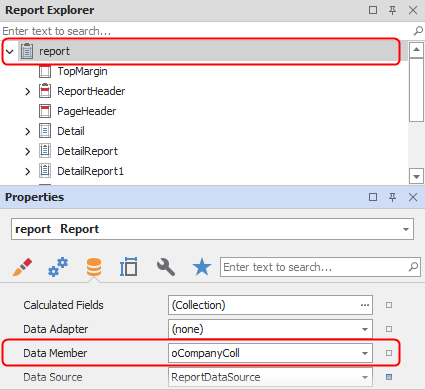 Report Explorer
Enter text to search...
report
TopMargin
ReportHeader
PageHeader
Detail
DetailReport
DetailReport1
Properties
report Report
Enter text to search...
Calculated Fields (Collection) ...
Data Adapter (none)
Data Member oCompanyColl
Data Source ReportDataSource